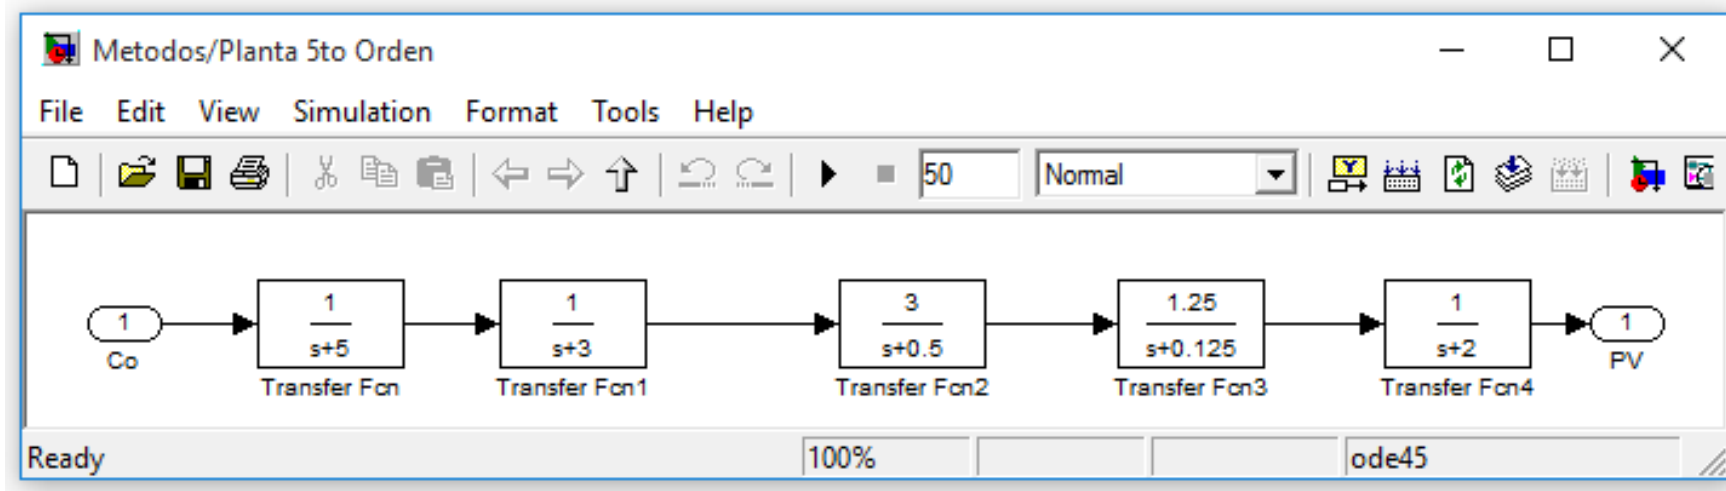 Metodos/Planta 5to Orden
File Edit View Simulation Format Tools Help
50 Normal
1
Co
1
s+5
Transfer Fcn
1
s+3
Transfer Fcn1
3
s+0.5
Transfer Fcn2
1.25
s+0.125
Transfer Fcn3
1
s+2
Transfer Fcn4
1
PV
Ready 100% ode45